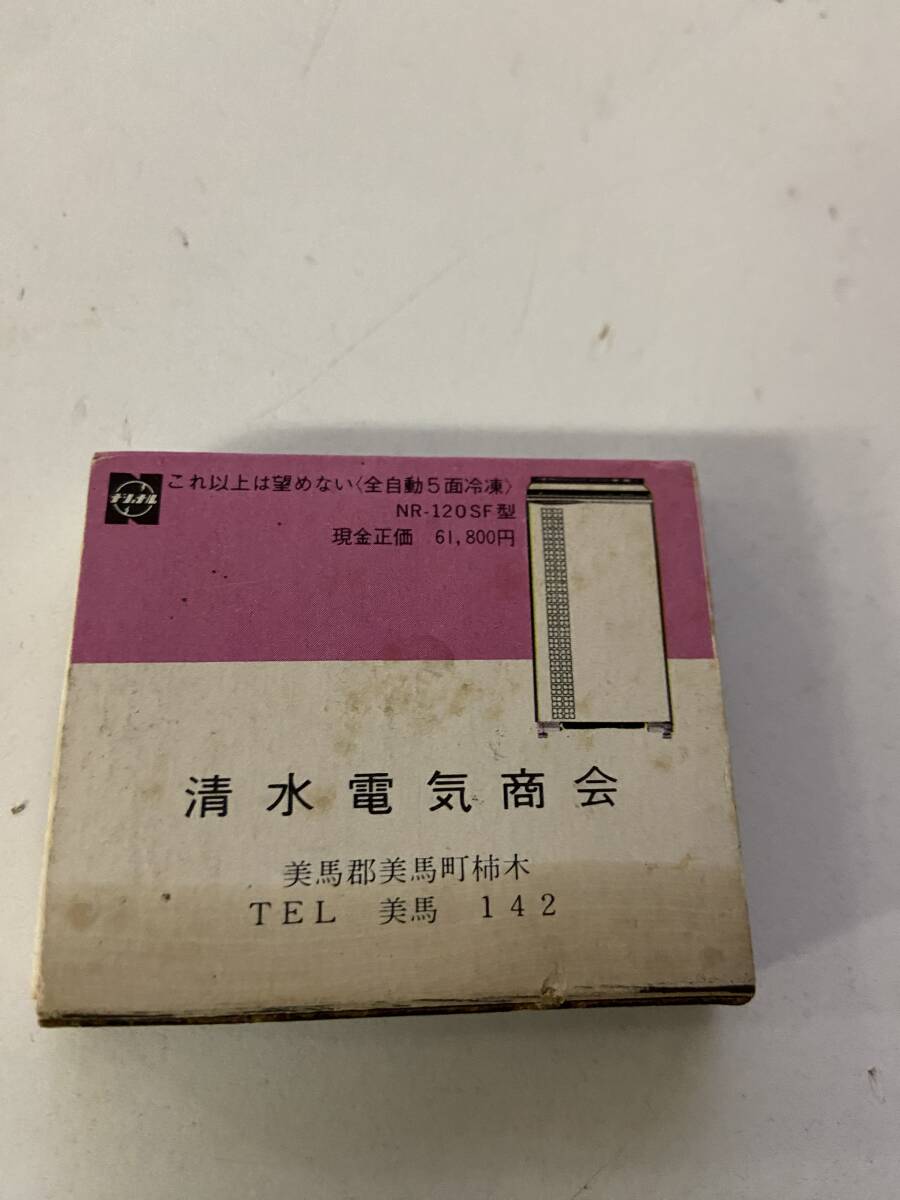 ナショナル
これ以上は望めない〈全自動5面冷凍〉
NR-120SF型
現金正価 61,800円
清水電気商会
美馬郡美馬町柿木
TEL 美馬 142